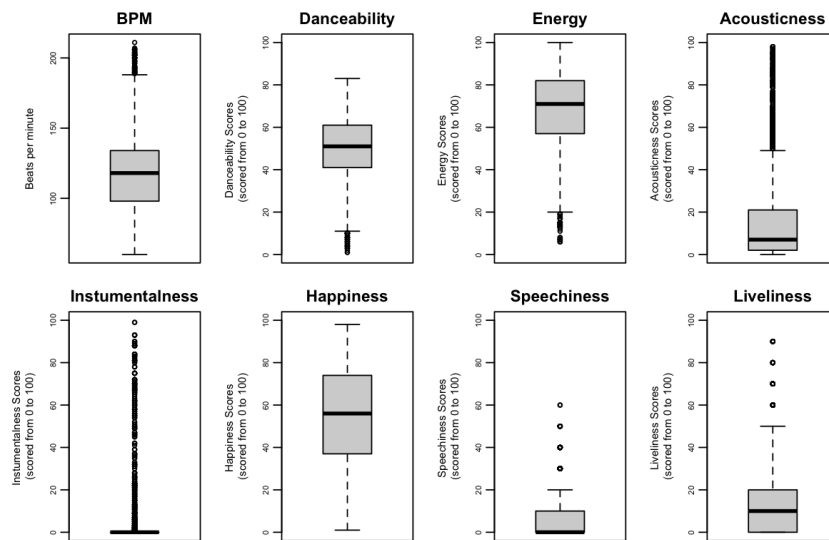 BPM
Beats per minute
100
150
200
Danceability
Danceability Scores
(scored from 0 to 100)
0
20
40
60
80
100
Energy
Energy Scores
(scored from 0 to 100)
0
20
40
60
80
100
Acousticness
Acousticness Scores
(scored from 0 to 100)
0
20
40
60
80
100
Instumentalness
Instumentalness Scores
(scored from 0 to 100)
0
20
40
60
80
100
Happiness
Happiness Scores
(scored from 0 to 100)
0
20
40
60
80
100
Speechiness
Speechiness Scores
(scored from 0 to 100)
0
20
40
60
80
100
Liveliness
Liveliness Scores
(scored from 0 to 100)
0
20
40
60
80
100